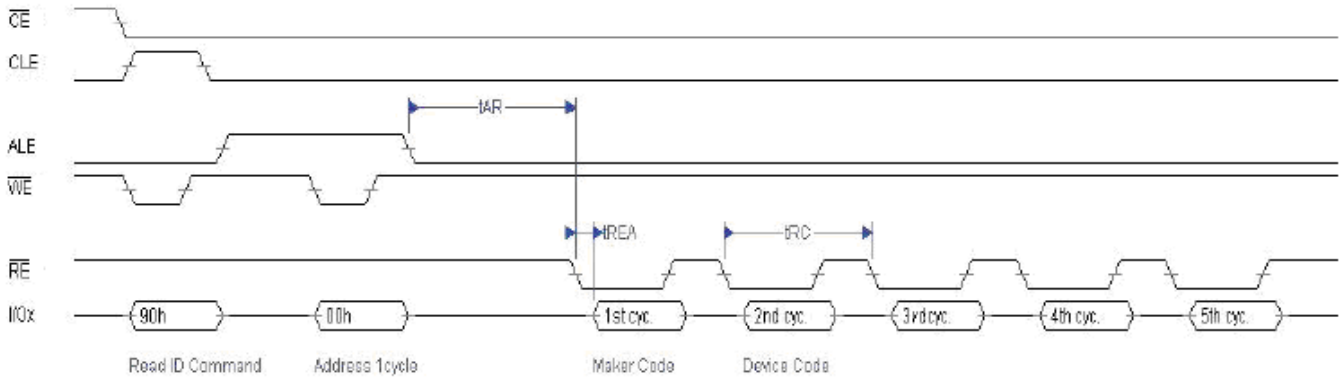 CE
CLE
tAR
ALE
WE
tREA
tRC
RE
I/Ox
90h
00h
1st cyc.
2nd cyc.
3rd cyc.
4th cyc.
5th cyc.
Read ID Command
Address 1cycle
Maker Code
Device Code